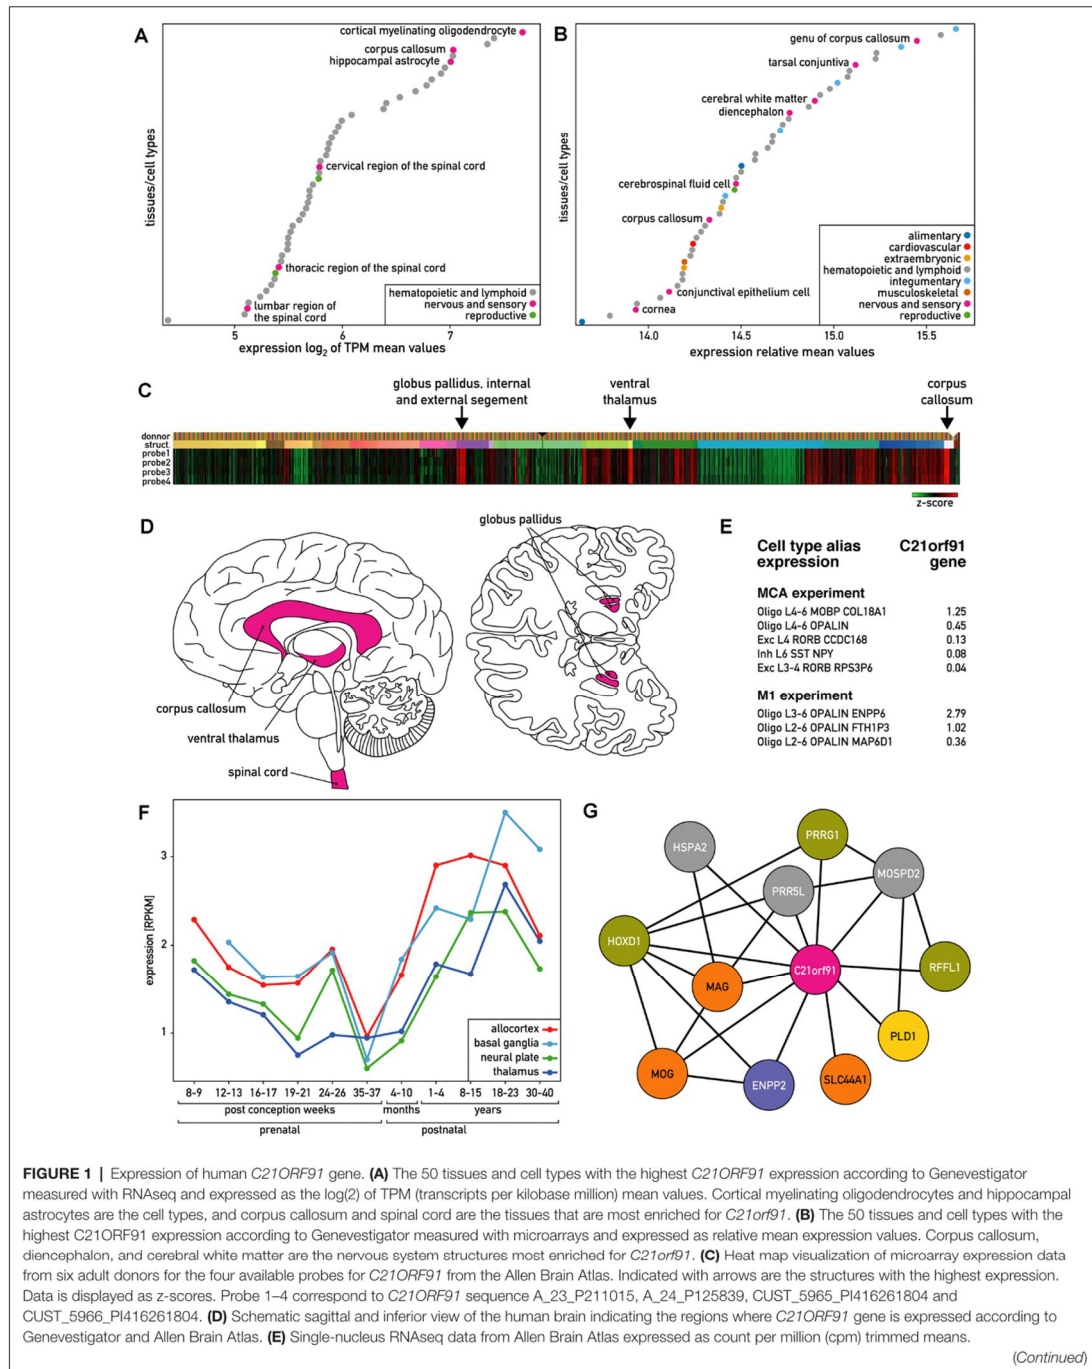 A
cortical myelinating oligodendrocyte
corpus callosum
hippocampal astrocyte
cervical region of the spinal cord
thoracic region of the spinal cord
lumbar region of
the spinal cord
hematopoietic and lymphoid
nervous and sensory
reproductive
tissues/cell types
5 6 7
expression log2 of TPM mean values
B
genu of corpus callosum
tarsal conjuntiva
cerebral white matter
diencephalon
cerebrospinal fluid cell
corpus callosum
conjunctival epithelium cell
cornea
alimentary
cardiovascular
extraembryonic
hematopoietic and lymphoid
integumentary
musculoskeletal
nervous and sensory
reproductive
tissues/cell types
14.0 14.5 15.0 15.5
expression relative mean values
C
globus pallidus, internal
and external segement
ventral
thalamus
corpus
callosum
donnor
struct.
probe1
probe2
probe3
probe4
z-score
D
globus pallidus
corpus callosum
ventral thalamus
spinal cord
E
Cell type alias C21orf91
expression gene
MCA experiment
Oligo L4-6 MOBP COL18A1 1.25
Oligo L4-6 OPALIN 0.45
Exc L4 RORB CCDC168 0.13
Inh L6 SST NPY 0.08
Exc L3-4 RORB RPS3P6 0.04
M1 experiment
Oligo L3-6 OPALIN ENPP6 2.79
Oligo L2-6 OPALIN FTH1P3 1.02
Oligo L2-6 OPALIN MAP6D1 0.36
F
expression [RPKM]
3
2
1
allocortex
basal ganglia
neural plate
thalamus
8-9 12-13 16-17 19-21 24-26 35-37 4-10 1-4 8-15 18-23 30-40
post conception weeks months years
prenatal postnatal
G
HSPA2
PRRG1
MOSPD2
PRR5L
HOXD1
C21orf91
RFFL1
MAG
PLD1
MOG
ENPP2
SLC44A1
FIGURE 1 | Expression of human C21ORF91 gene. (A) The 50 tissues and cell types with the highest C21ORF91 expression according to Genevestigator
measured with RNAseq and expressed as the log(2) of TPM (transcripts per kilobase million) mean values. Cortical myelinating oligodendrocytes and hippocampal
astrocytes are the cell types, and corpus callosum and spinal cord are the tissues that are most enriched for C21orf91. (B) The 50 tissues and cell types with the
highest C21ORF91 expression according to Genevestigator measured with microarrays and expressed as relative mean expression values. Corpus callosum,
diencephalon, and cerebral white matter are the nervous system structures most enriched for C21orf91. (C) Heat map visualization of microarray expression data
from six adult donors for the four available probes for C21ORF91 from the Allen Brain Atlas. Indicated with arrows are the structures with the highest expression.
Data is displayed as z-scores. Probe 1–4 correspond to C21ORF91 sequence A_23_P211015, A_24_P125839, CUST_5965_PI416261804 and
CUST_5966_PI416261804. (D) Schematic sagittal and inferior view of the human brain indicating the regions where C21ORF91 gene is expressed according to
Genevestigator and Allen Brain Atlas. (E) Single-nucleus RNAseq data from Allen Brain Atlas expressed as count per million (cpm) trimmed means.
(Continued)